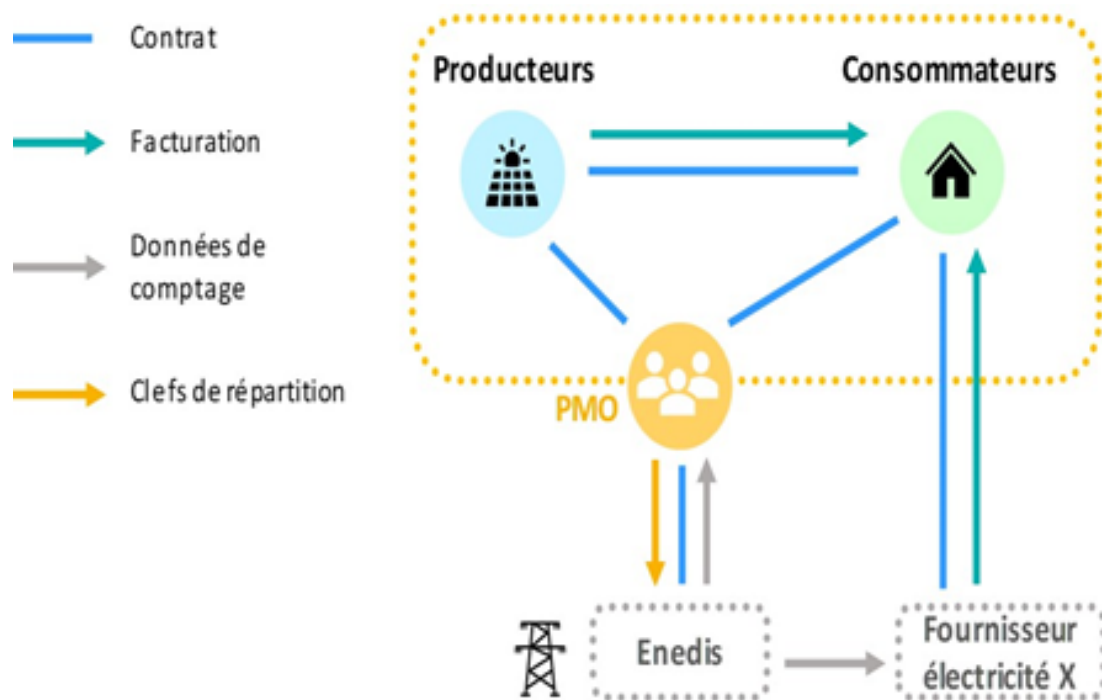 Contrat
Facturation
Données de
comptage
Clefs de répartition
Producteurs
Consommateurs
PMO
Enedis
Fournisseur
électricité X